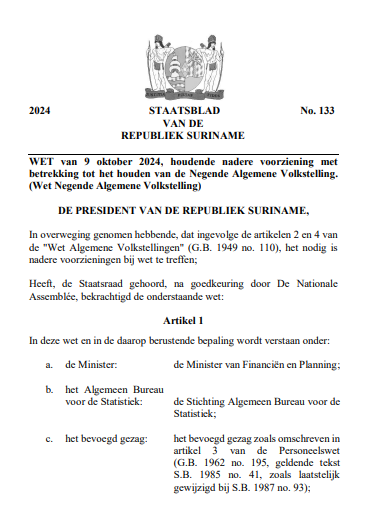 2024 STAATSBLAD No. 133
VAN DE
REPUBLIEK SURINAME
WET van 9 oktober 2024, houdende nadere voorziening met
betrekking tot het houden van de Negende Algemene Volkstelling.
(Wet Negende Algemene Volkstelling)
DE PRESIDENT VAN DE REPUBLIEK SURINAME,
In overweging genomen hebbende, dat ingevolge de artikelen 2 en 4 van
de "Wet Algemene Volkstellingen" (G.B. 1949 no. 110), het nodig is
nadere voorzieningen bij wet te treffen;
Heeft, de Staatsraad gehoord, na goedkeuring door De Nationale
Assemblée, bekrachtigd de onderstaande wet:
Artikel 1
In deze wet en in de daarop berustende bepaling wordt verstaan onder:
a. de Minister: de Minister van Financiën en Planning;
b. het Algemeen Bureau
voor de Statistiek: de Stichting Algemeen Bureau voor de
Statistiek;
c. het bevoegd gezag: het bevoegd gezag zoals omschreven in
artikel 3 van de Personeelswet
(G.B. 1962 no. 195, geldende tekst
S.B. 1985 no. 41, zoals laatstelijk
gewijzigd bij S.B. 1987 no. 93);